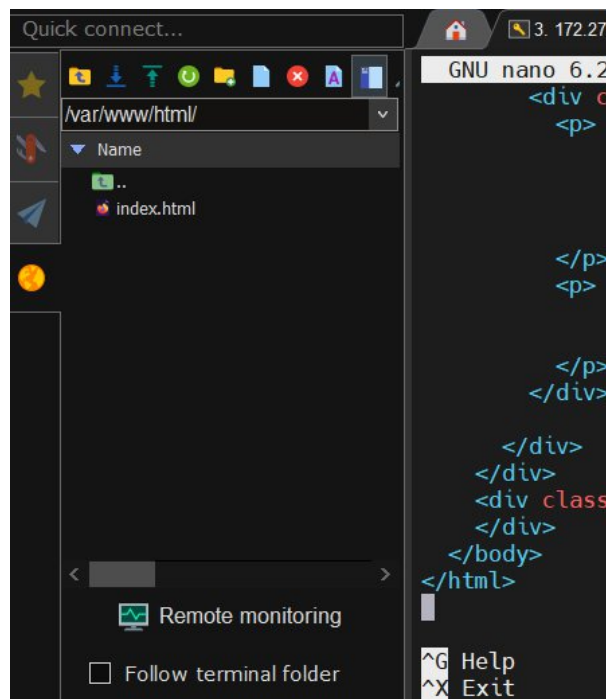 Quick connect...
3. 172.27
/var/www/html/
Name
..
index.html
Remote monitoring
Follow terminal folder
GNU nano 6.2
<div c
<p>
</p>
<p>
</p>
</div>
</div>
</div>
<div class
</div>
</body>
</html>
^G Help
^X Exit